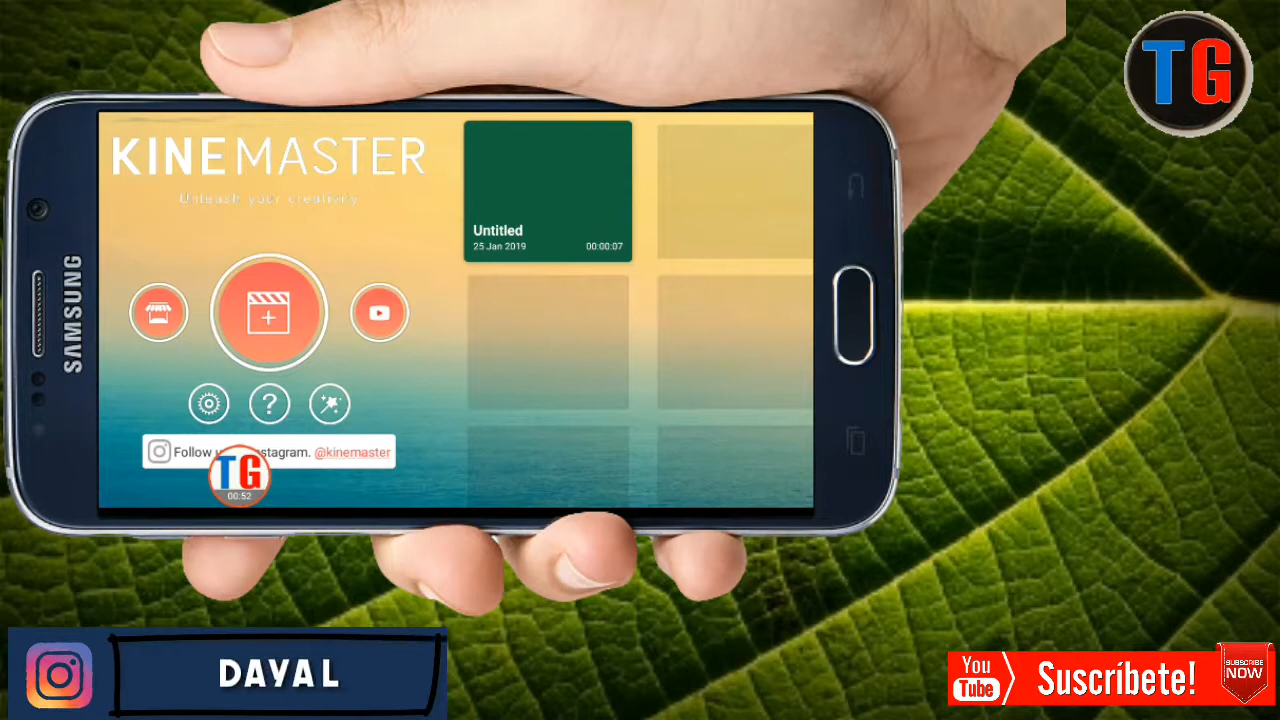 TG
KINEMASTER
Unleash your creativity
Untitled
25 Jan 2019 00:00:07
SAMSUNG
Follow us on Instagram. @kinemaster
TG
00:52
DAYAL
You
Tube
Suscríbete!
SUBSCRIBE
NOW